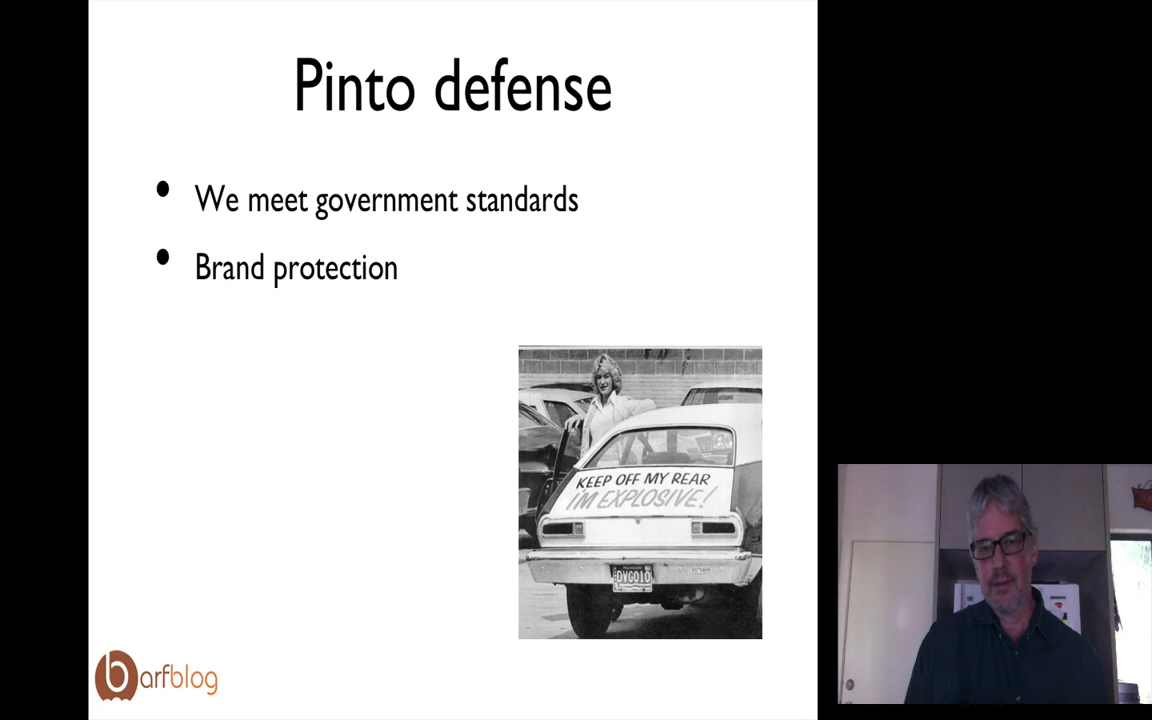 Pinto defense
• We meet government standards
• Brand protection
KEEP OFF MY REAR
I'M EXPLOSIVE!
DVG010
barfblog